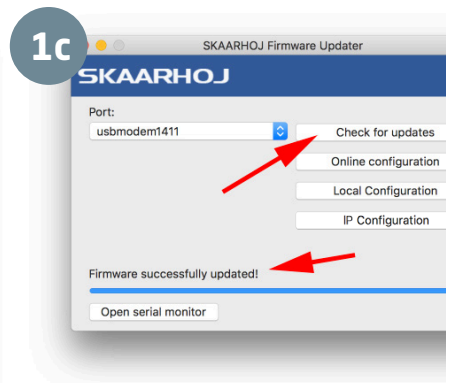 1c
SKAARHOJ Firmware Updater
SKAARHOJ
Port:
usbmodem1411
Check for updates
Online configuration
Local Configuration
IP Configuration
Firmware successfully updated!
Open serial monitor